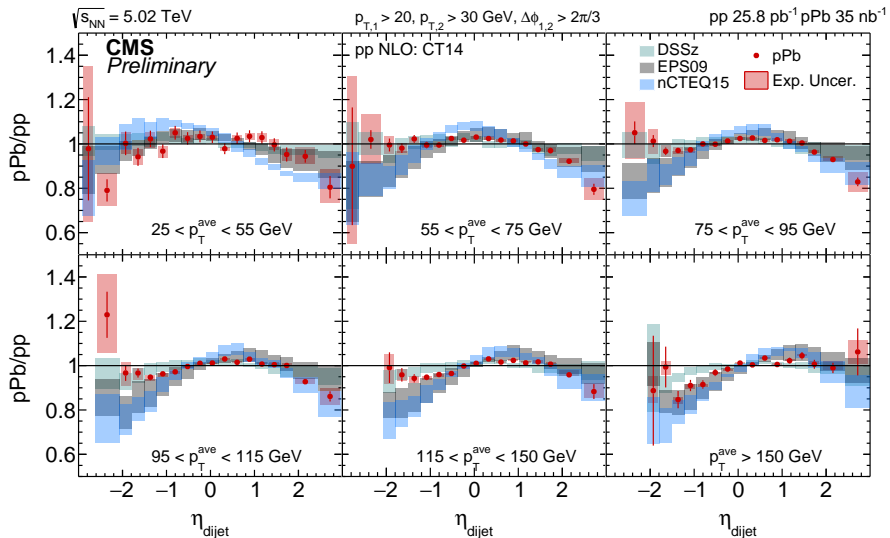 √s_NN = 5.02 TeV
p_T,1 > 20, p_T,2 > 30 GeV, Δϕ_1,2 > 2π/3
pp 25.8 pb⁻¹ pPb 35 nb⁻¹
CMS
Preliminary
pp NLO: CT14
DSSz
EPS09
nCTEQ15
pPb
Exp. Uncer.
1.4
1.2
1
0.8
0.6
pPb/pp
25 < p_T^ave < 55 GeV
55 < p_T^ave < 75 GeV
75 < p_T^ave < 95 GeV
1.4
1.2
1
0.8
0.6
pPb/pp
95 < p_T^ave < 115 GeV
115 < p_T^ave < 150 GeV
p_T^ave > 150 GeV
−2 −1 0 1 2
−2 −1 0 1 2
−2 −1 0 1 2
η_dijet
η_dijet
η_dijet